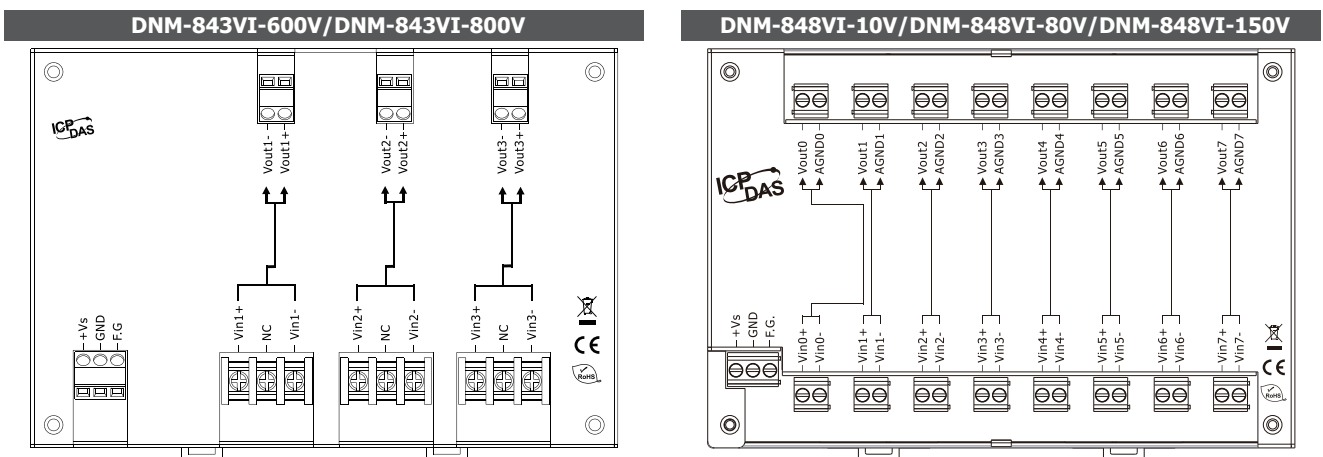 DNM-843VI-600V/DNM-843VI-800V
ICP DAS
Vout1-
Vout1+
Vout2-
Vout2+
Vout3-
Vout3+
+Vs
GND
F.G
Vin1+
NC
Vin1-
Vin2+
NC
Vin2-
Vin3+
NC
Vin3-
CE
RoHS
DNM-848VI-10V/DNM-848VI-80V/DNM-848VI-150V
ICP DAS
Vout0
AGND0
Vout1
AGND1
Vout2
AGND2
Vout3
AGND3
Vout4
AGND4
Vout5
AGND5
Vout6
AGND6
Vout7
AGND7
+Vs
GND
F.G.
Vin0+
Vin0-
Vin1+
Vin1-
Vin2+
Vin2-
Vin3+
Vin3-
Vin4+
Vin4-
Vin5+
Vin5-
Vin6+
Vin6-
Vin7+
Vin7-
CE
RoHS